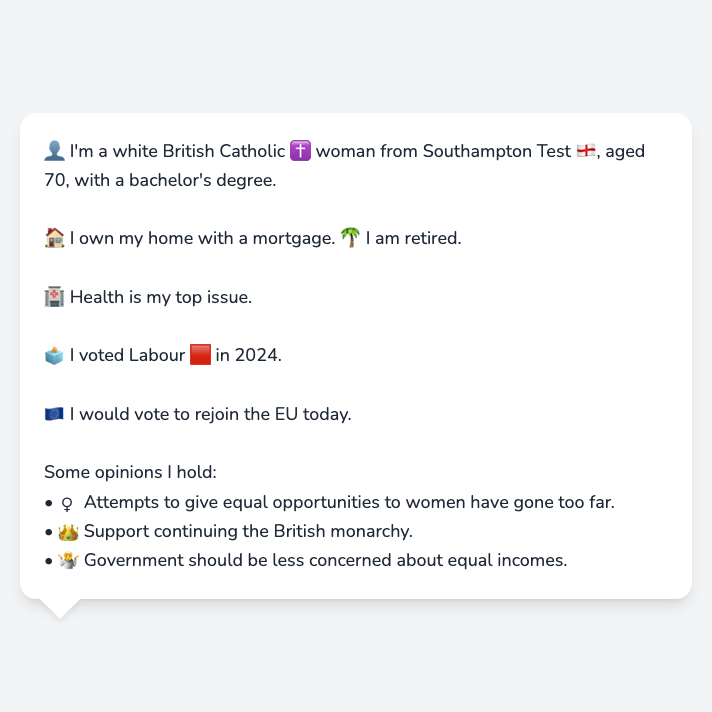 👤 I'm a white British Catholic ✝️ woman from Southampton Test 🏴󠁧󠁢󠁥󠁮󠁧󠁿, aged
70, with a bachelor's degree.
🏠 I own my home with a mortgage. 🌴 I am retired.
🏥 Health is my top issue.
🗳️ I voted Labour 🟥 in 2024.
🇪🇺 I would vote to rejoin the EU today.
Some opinions I hold:
• ♀️ Attempts to give equal opportunities to women have gone too far.
• 👑 Support continuing the British monarchy.
• 🤷 Government should be less concerned about equal incomes.